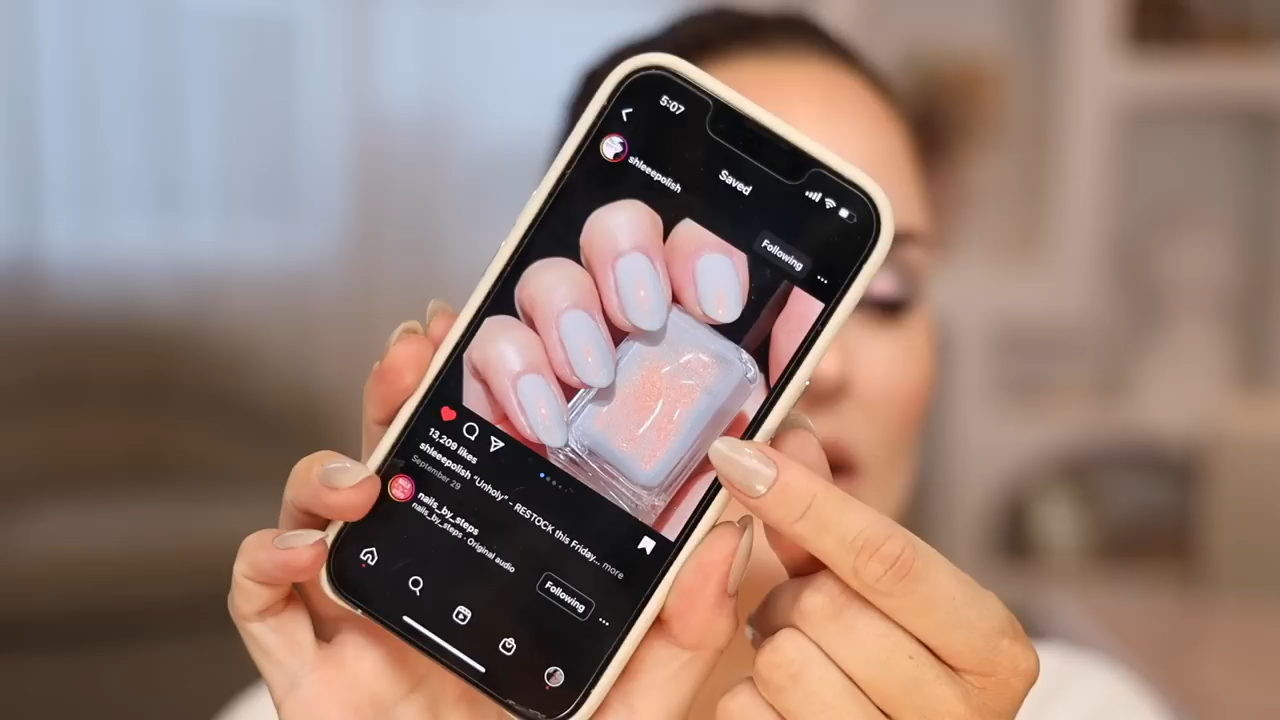 5:07
Saved
shleeepolish
Following
13,209 likes
shleeepolish "Unholy" - RESTOCK this Friday... more
September 29
nails_by_steps
nails_by_steps · Original audio
Following